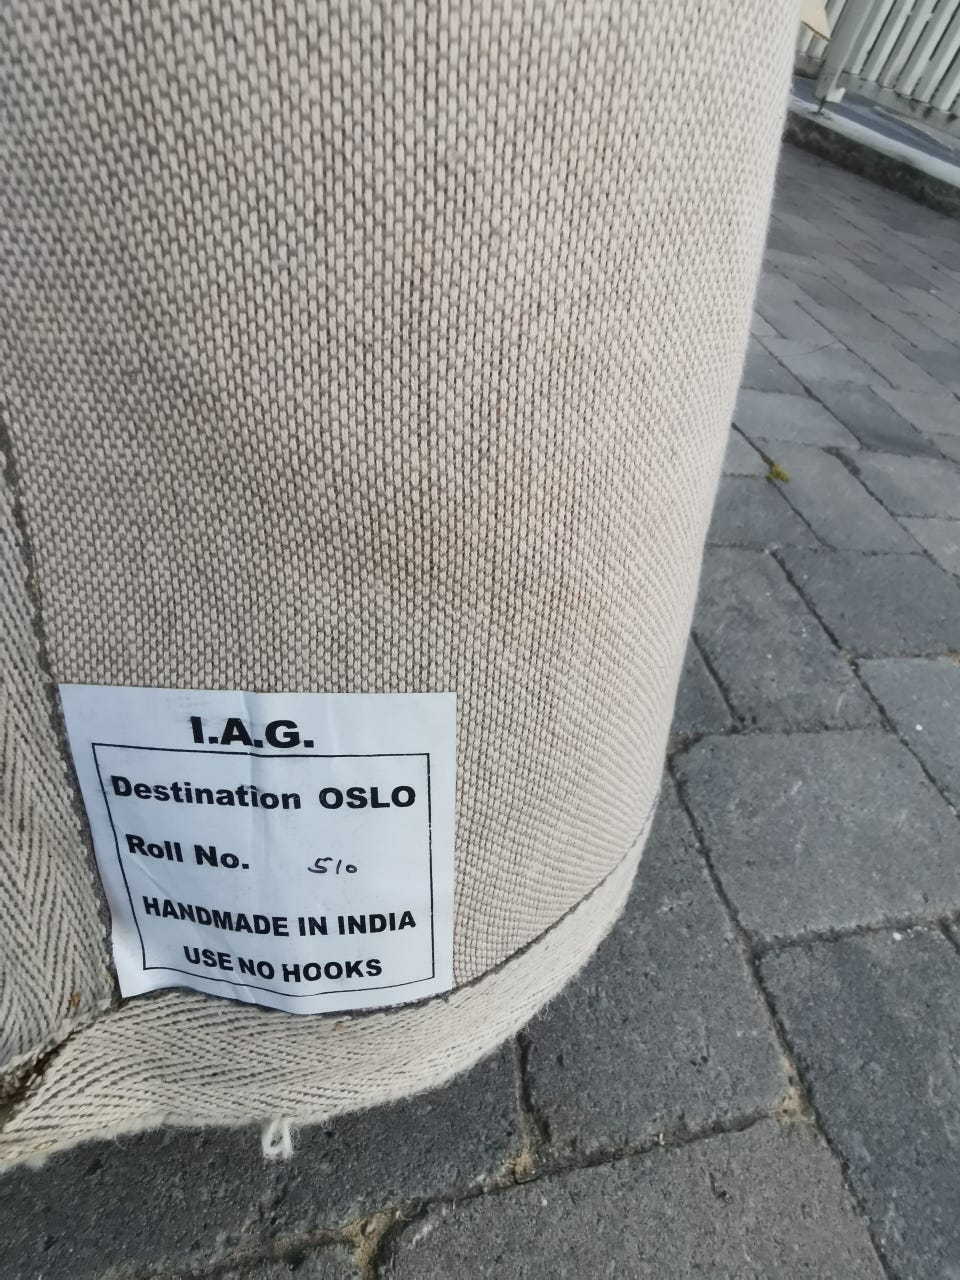 I.A.G.
Destination OSLO
Roll No. 510
HANDMADE IN INDIA
USE NO HOOKS